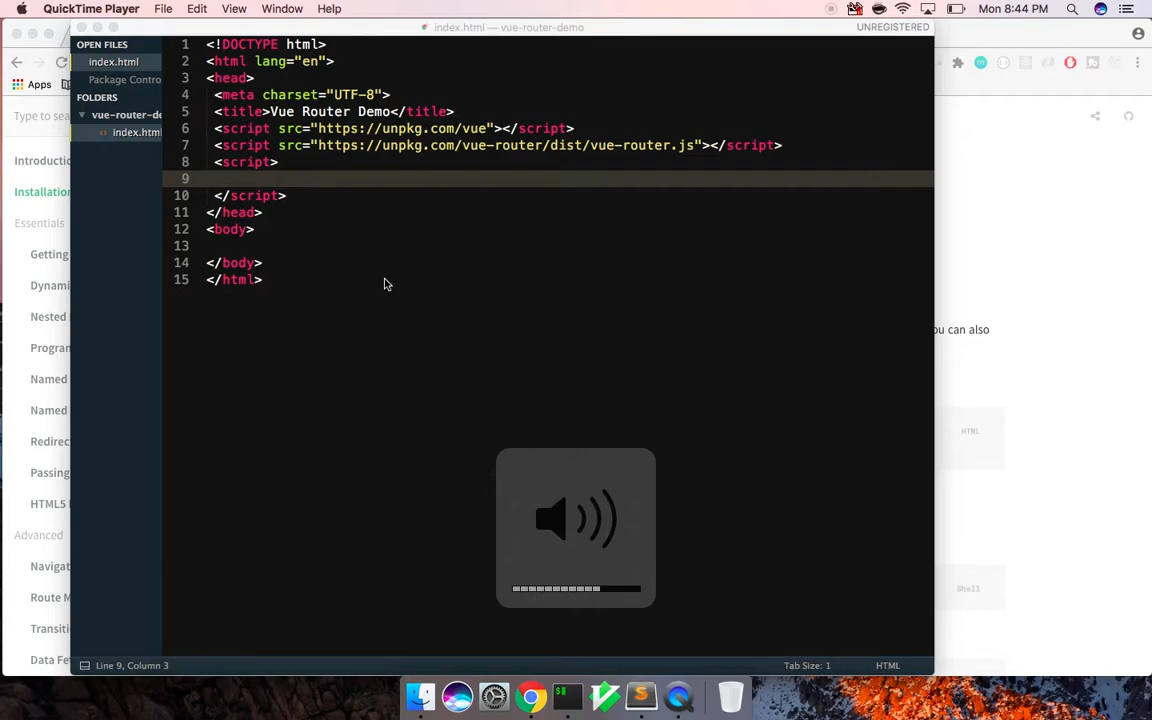 QuickTime Player File Edit View Window Help Mon 8:44 PM
index.html — vue-router-demo UNREGISTERED
OPEN FILES
index.html
Package Contro
FOLDERS
vue-router-de
<> index.html
1 <!DOCTYPE html>
2 <html lang="en">
3 <head>
4 <meta charset="UTF-8">
5 <title>Vue Router Demo</title>
6 <script src="https://unpkg.com/vue"></script>
7 <script src="https://unpkg.com/vue-router/dist/vue-router.js"></script>
8 <script>
9
10 </script>
11 </head>
12 <body>
13
14 </body>
15 </html>
Apps
Type to sea
Introductio
Installation
Essentials
Getting
Dynami
Nested
Program
Named
Named
Redirec
Passing
HTML5
Advanced
Navigat
Route M
Transiti
Data Fe
ou can also
HTML
Shell
Line 9, Column 3 Tab Size: 1 HTML